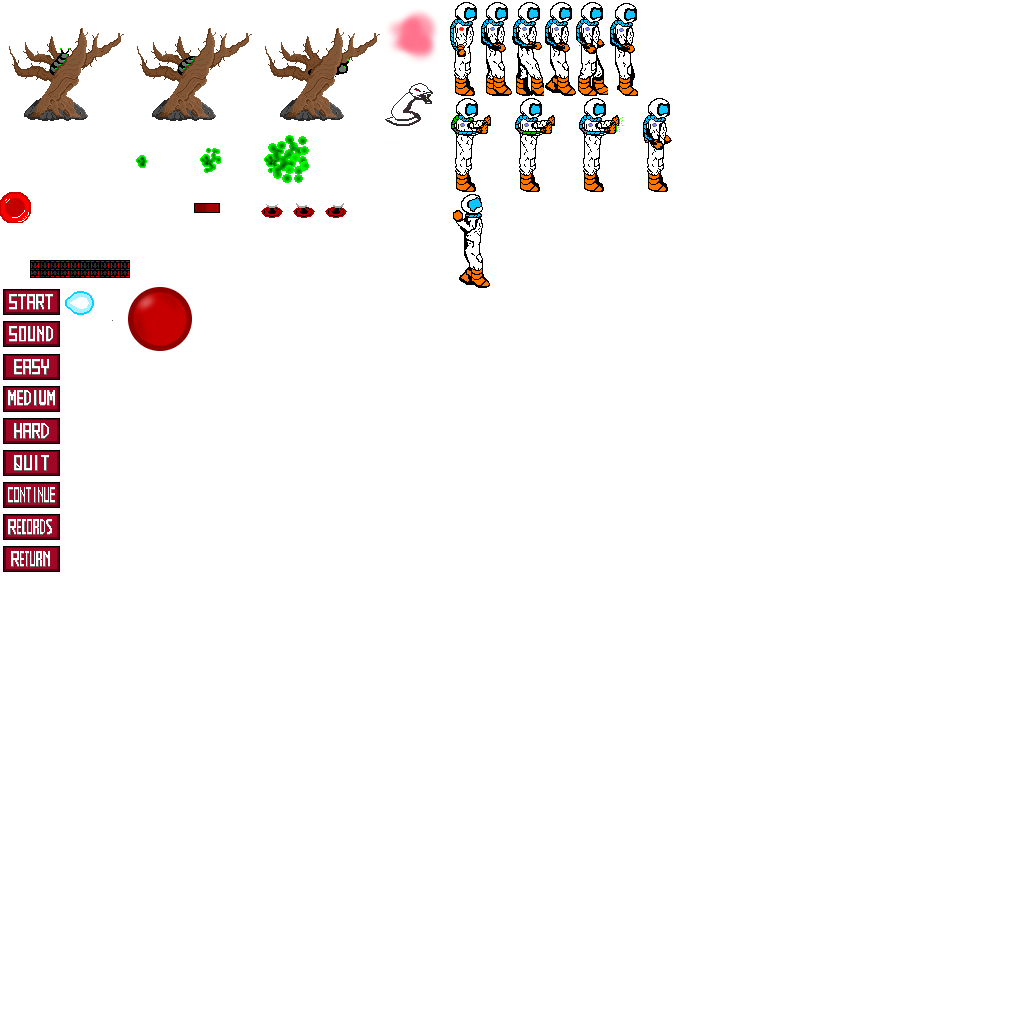 START
SOUND
EASY
MEDIUM
HARD
QUIT
CONTINUE
RECORDS
RETURN